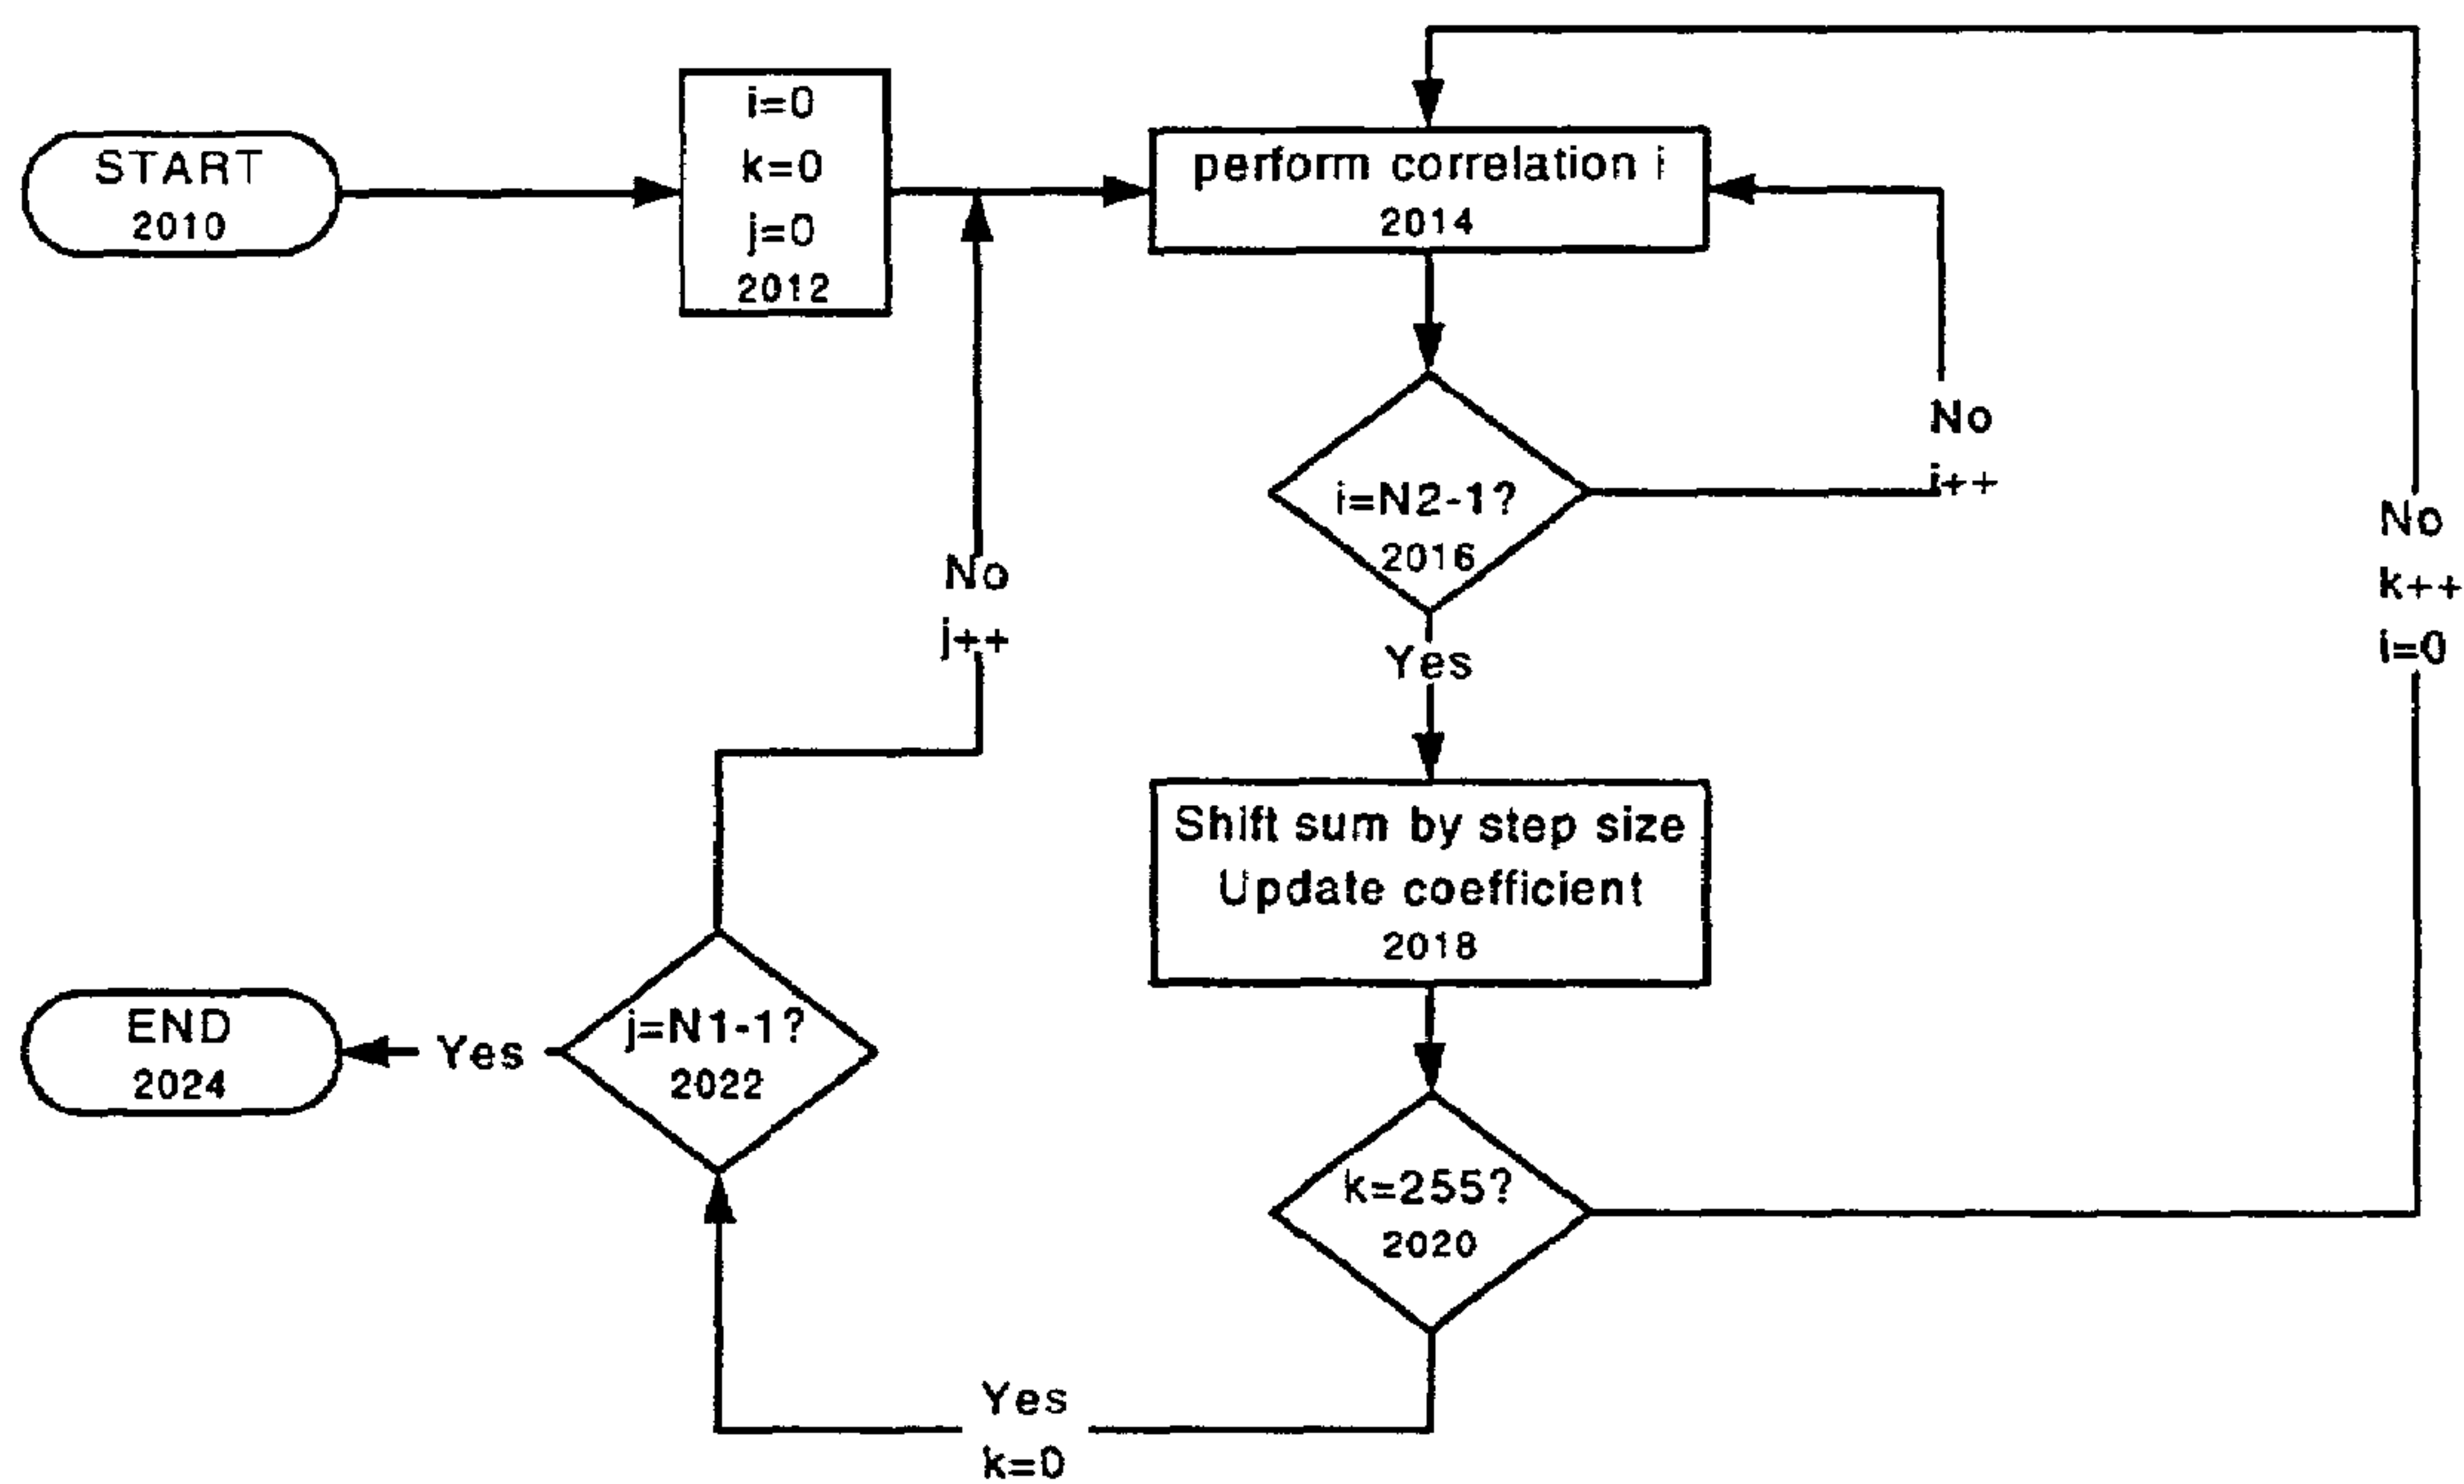 START
2010
i=0
k=0
j=0
2012
perform correlation i
2014
i=N2-1?
2016
No
i++
Yes
Shift sum by step size
Update coefficient
2018
k=255?
2020
No
k++
i=0
Yes
k=0
j=N1-1?
2022
No
j++
Yes
END
2024